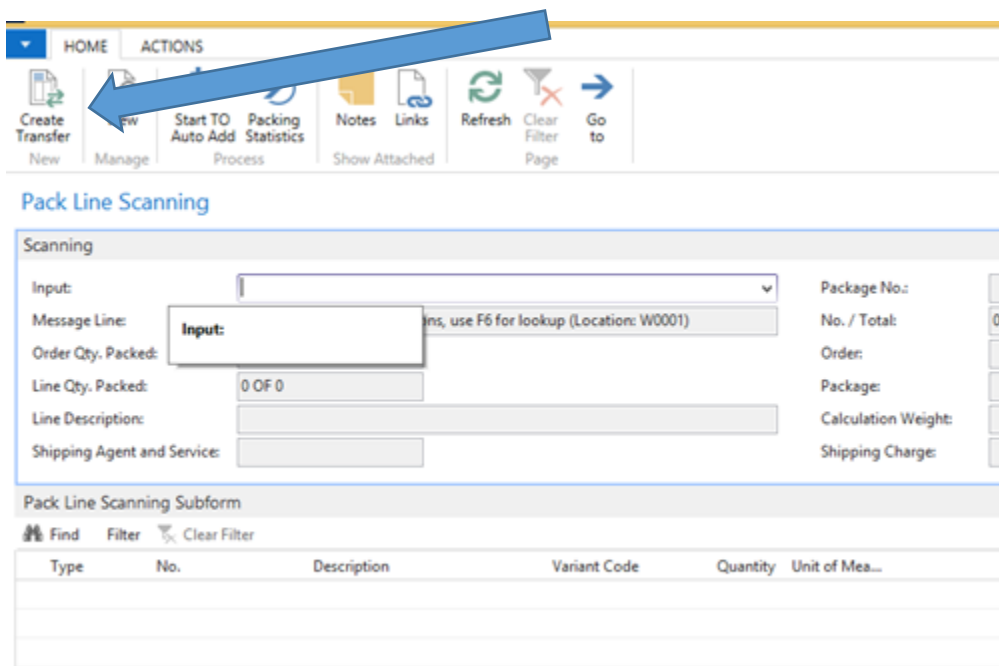 HOME ACTIONS
Create Transfer
Start TO Auto Add
Packing Statistics
Notes
Links
Refresh
Clear Filter
Go to
New
Manage
Process
Show Attached
Page
Pack Line Scanning
Scanning
Input:
Package No.:
Message Line:
use F6 for lookup (Location: W0001)
No. / Total:
Input:
Order Qty. Packed:
Order:
Line Qty. Packed: 0 OF 0
Package:
Line Description:
Calculation Weight:
Shipping Agent and Service:
Shipping Charge:
Pack Line Scanning Subform
Find Filter Clear Filter
Type No. Description Variant Code Quantity Unit of Mea...